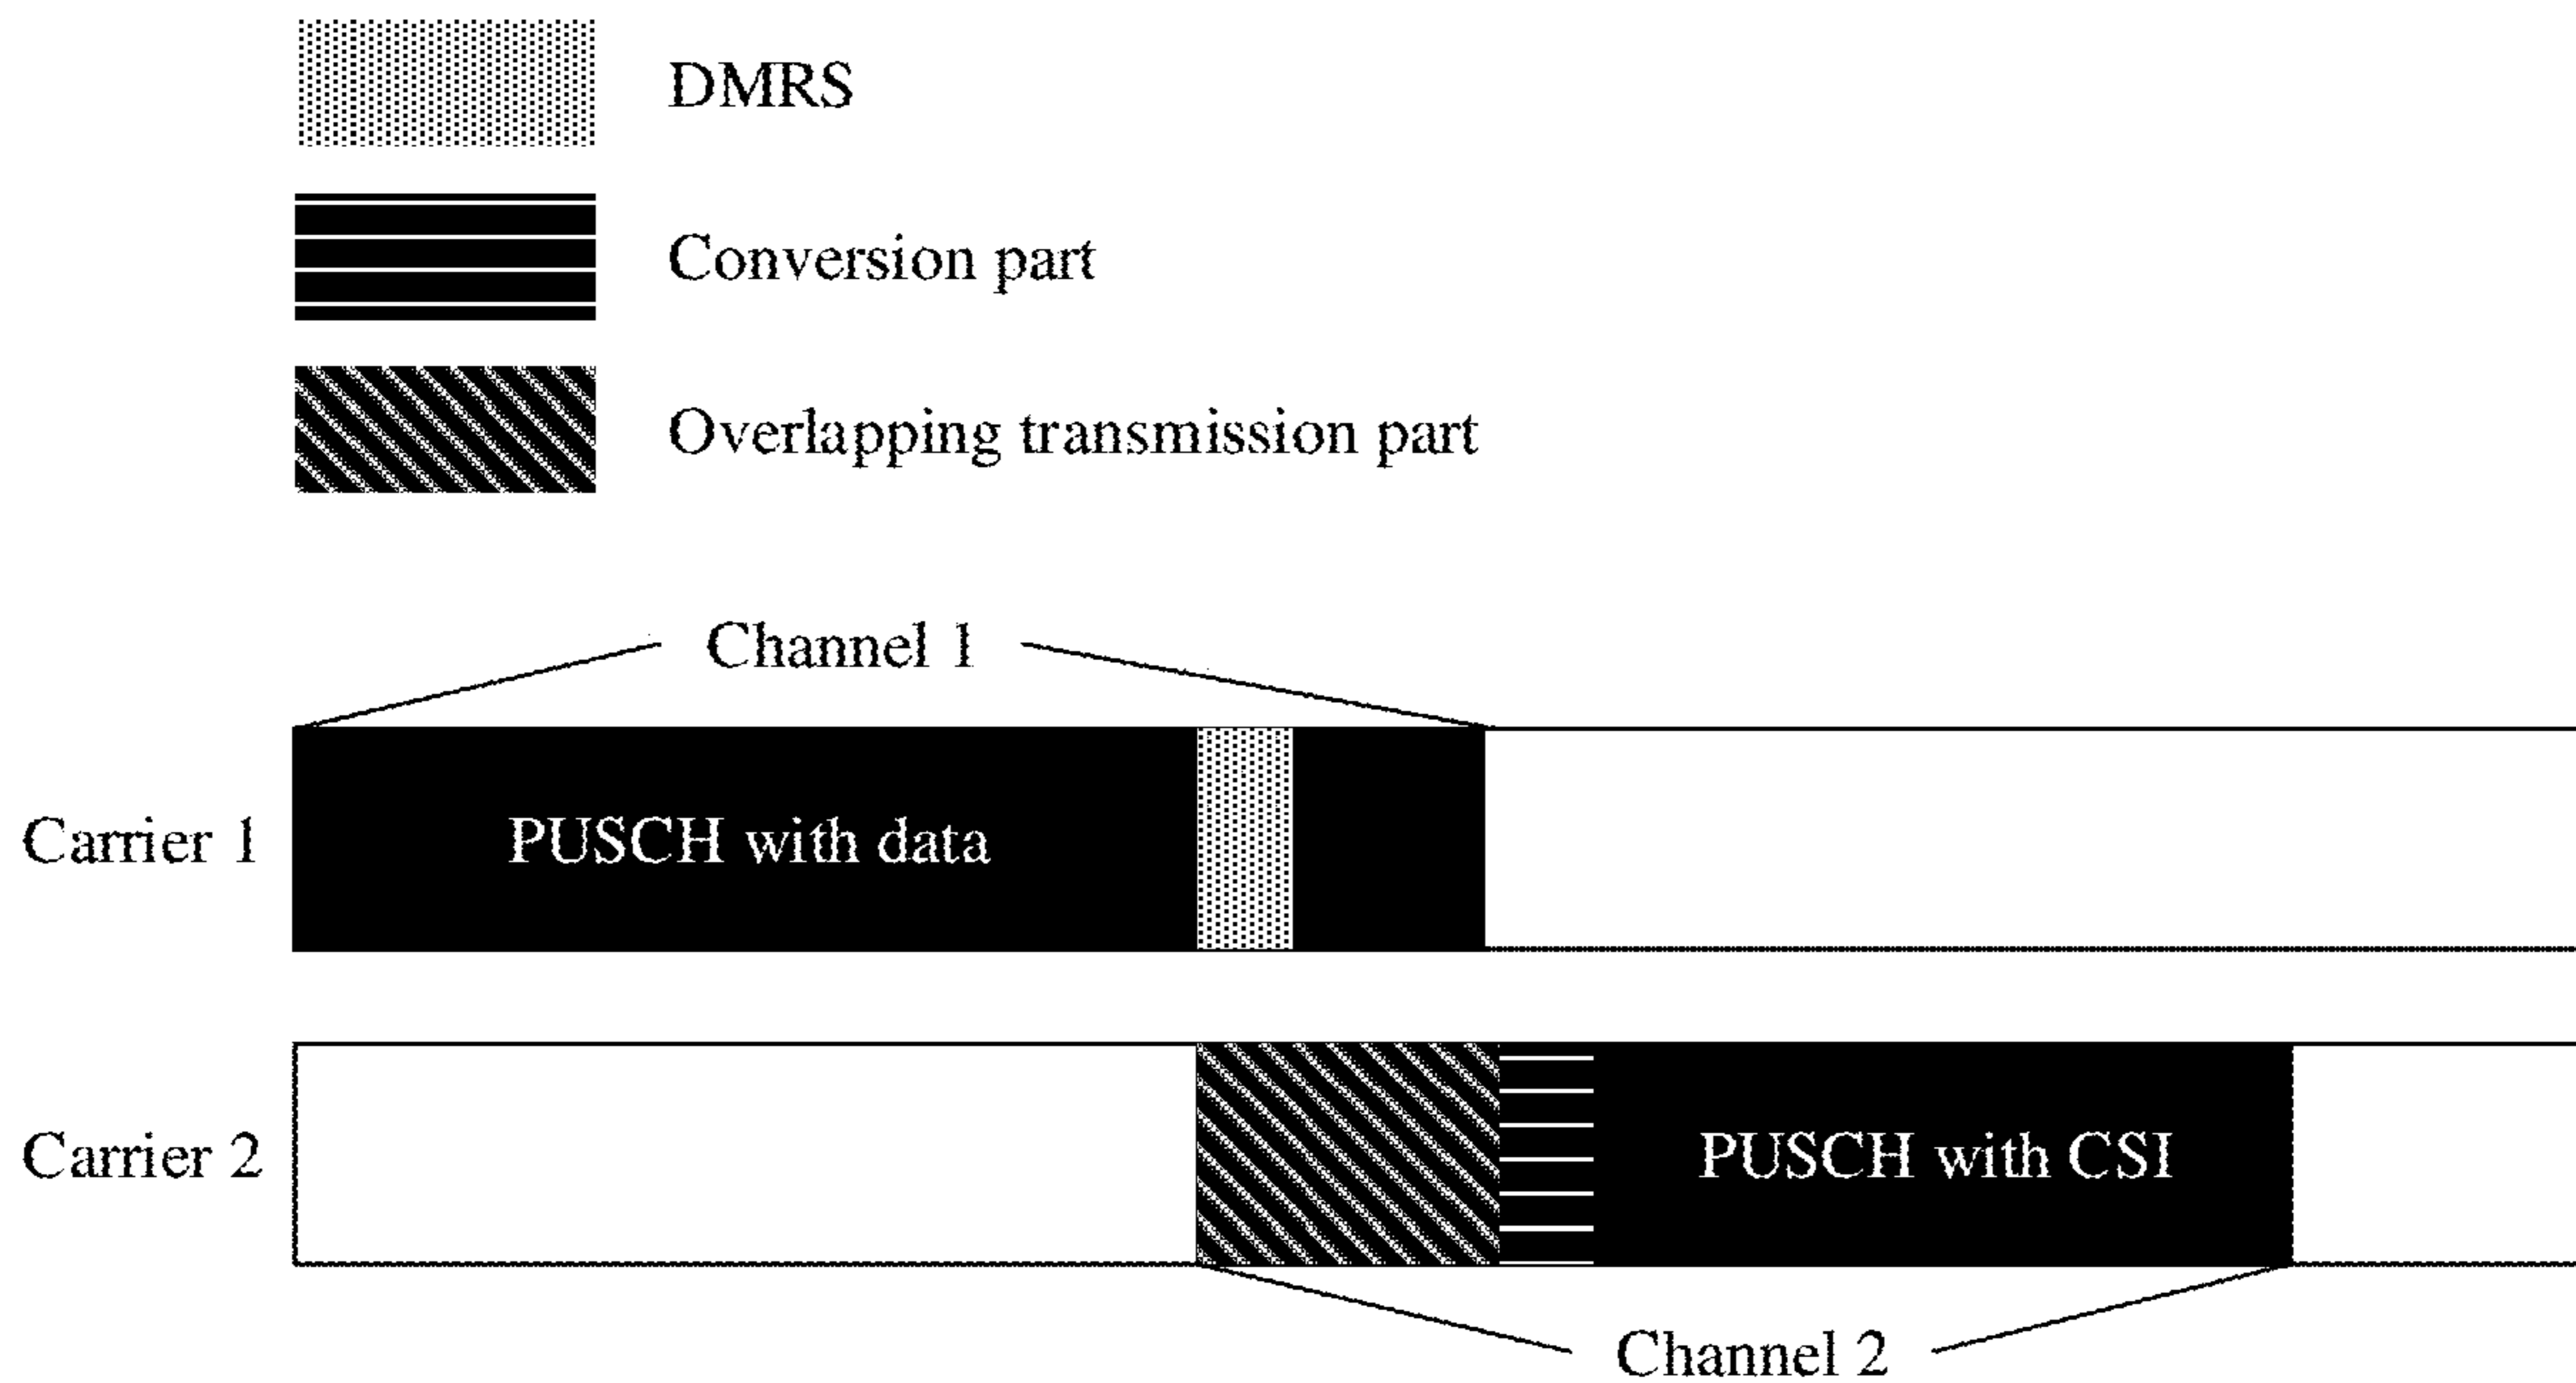 DMRS
Conversion part
Overlapping transmission part
Channel 1
Carrier 1
PUSCH with data
Carrier 2
PUSCH with CSI
Channel 2